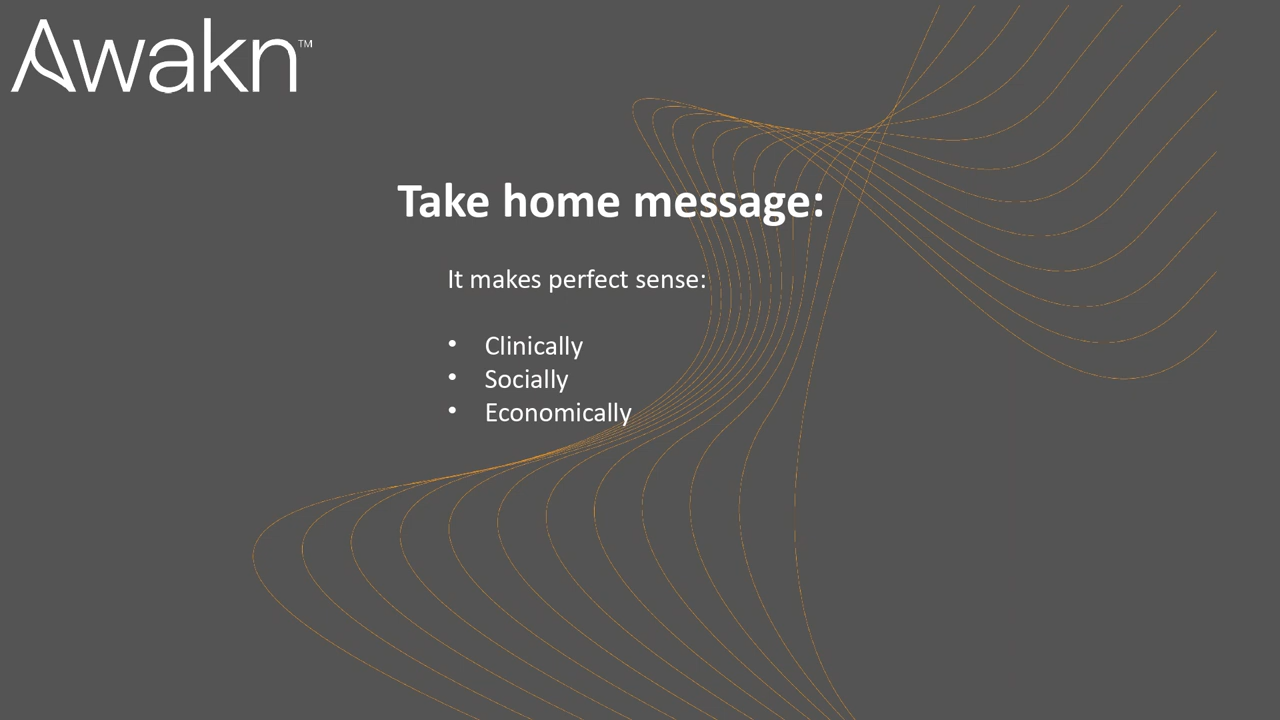 Awakn™
Take home message:
It makes perfect sense:
• Clinically
• Socially
• Economically